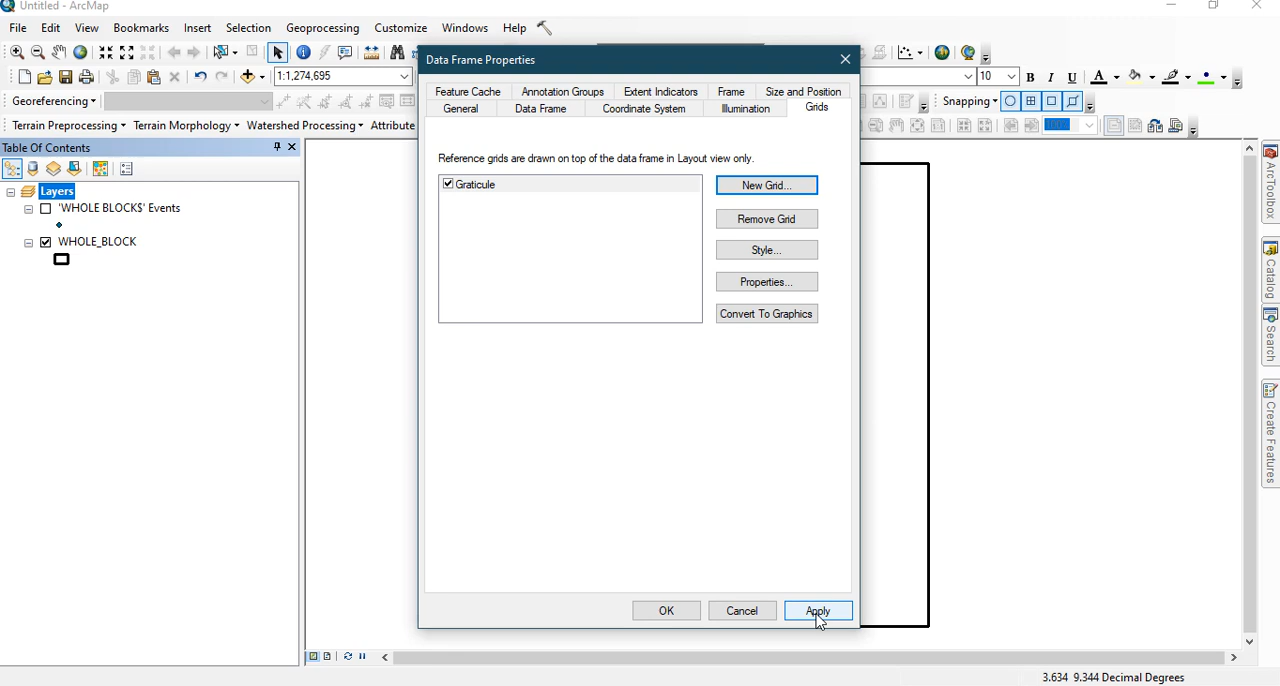 Untitled - ArcMap
File Edit View Bookmarks Insert Selection Geoprocessing Customize Windows Help
1:1,274,695 10 B I U A
Georeferencing Snapping
Terrain Preprocessing Terrain Morphology Watershed Processing Attribute
Table Of Contents
Layers
'WHOLE BLOCK$' Events
WHOLE_BLOCK
Data Frame Properties
Feature Cache Annotation Groups Extent Indicators Frame Size and Position
General Data Frame Coordinate System Illumination Grids
Reference grids are drawn on top of the data frame in Layout view only.
Graticule
New Grid...
Remove Grid
Style...
Properties...
Convert To Graphics
OK Cancel Apply
ArcToolbox
Catalog
Search
Create Features
3.634 9.344 Decimal Degrees